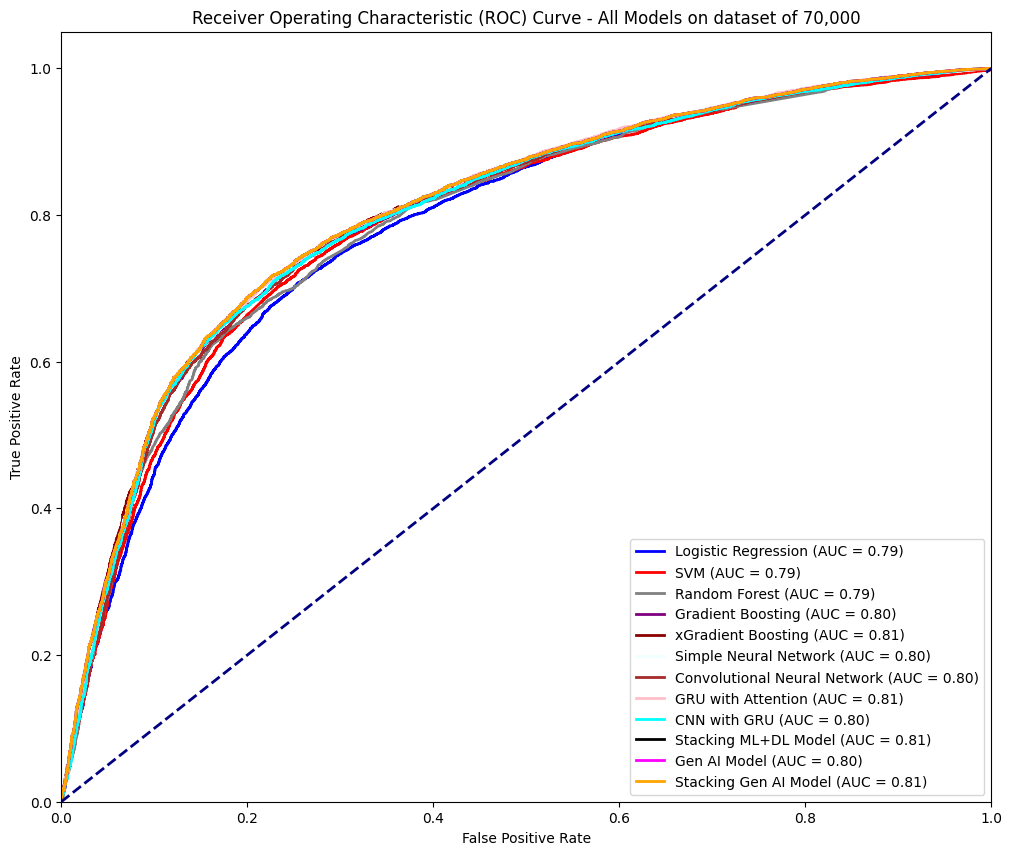 Receiver Operating Characteristic (ROC) Curve - All Models on dataset of 70,000
1.0
0.8
0.6
0.4
0.2
0.0
True Positive Rate
0.0 0.2 0.4 0.6 0.8 1.0
False Positive Rate
Logistic Regression (AUC = 0.79)
SVM (AUC = 0.79)
Random Forest (AUC = 0.79)
Gradient Boosting (AUC = 0.80)
xGradient Boosting (AUC = 0.81)
Simple Neural Network (AUC = 0.80)
Convolutional Neural Network (AUC = 0.80)
GRU with Attention (AUC = 0.81)
CNN with GRU (AUC = 0.80)
Stacking ML+DL Model (AUC = 0.81)
Gen AI Model (AUC = 0.80)
Stacking Gen AI Model (AUC = 0.81)